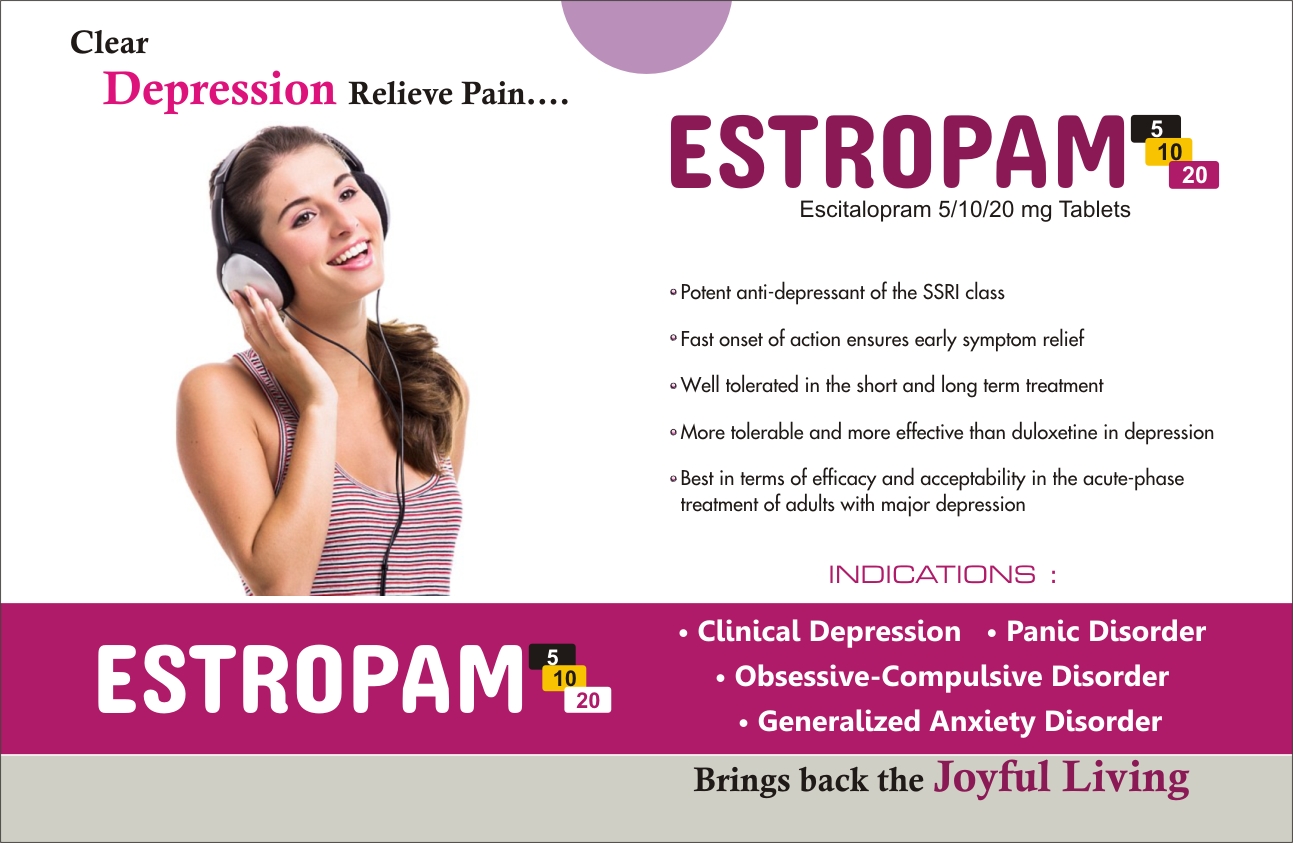 Clear
Depression Relieve Pain....
ESTROPAM 5 10 20
Escitalopram 5/10/20 mg Tablets
Potent anti-depressant of the SSRI class
Fast onset of action ensures early symptom relief
Well tolerated in the short and long term treatment
More tolerable and more effective than duloxetine in depression
Best in terms of efficacy and acceptability in the acute-phase
treatment of adults with major depression
INDICATIONS :
• Clinical Depression • Panic Disorder
• Obsessive-Compulsive Disorder
• Generalized Anxiety Disorder
ESTROPAM 5 10 20
Brings back the Joyful Living